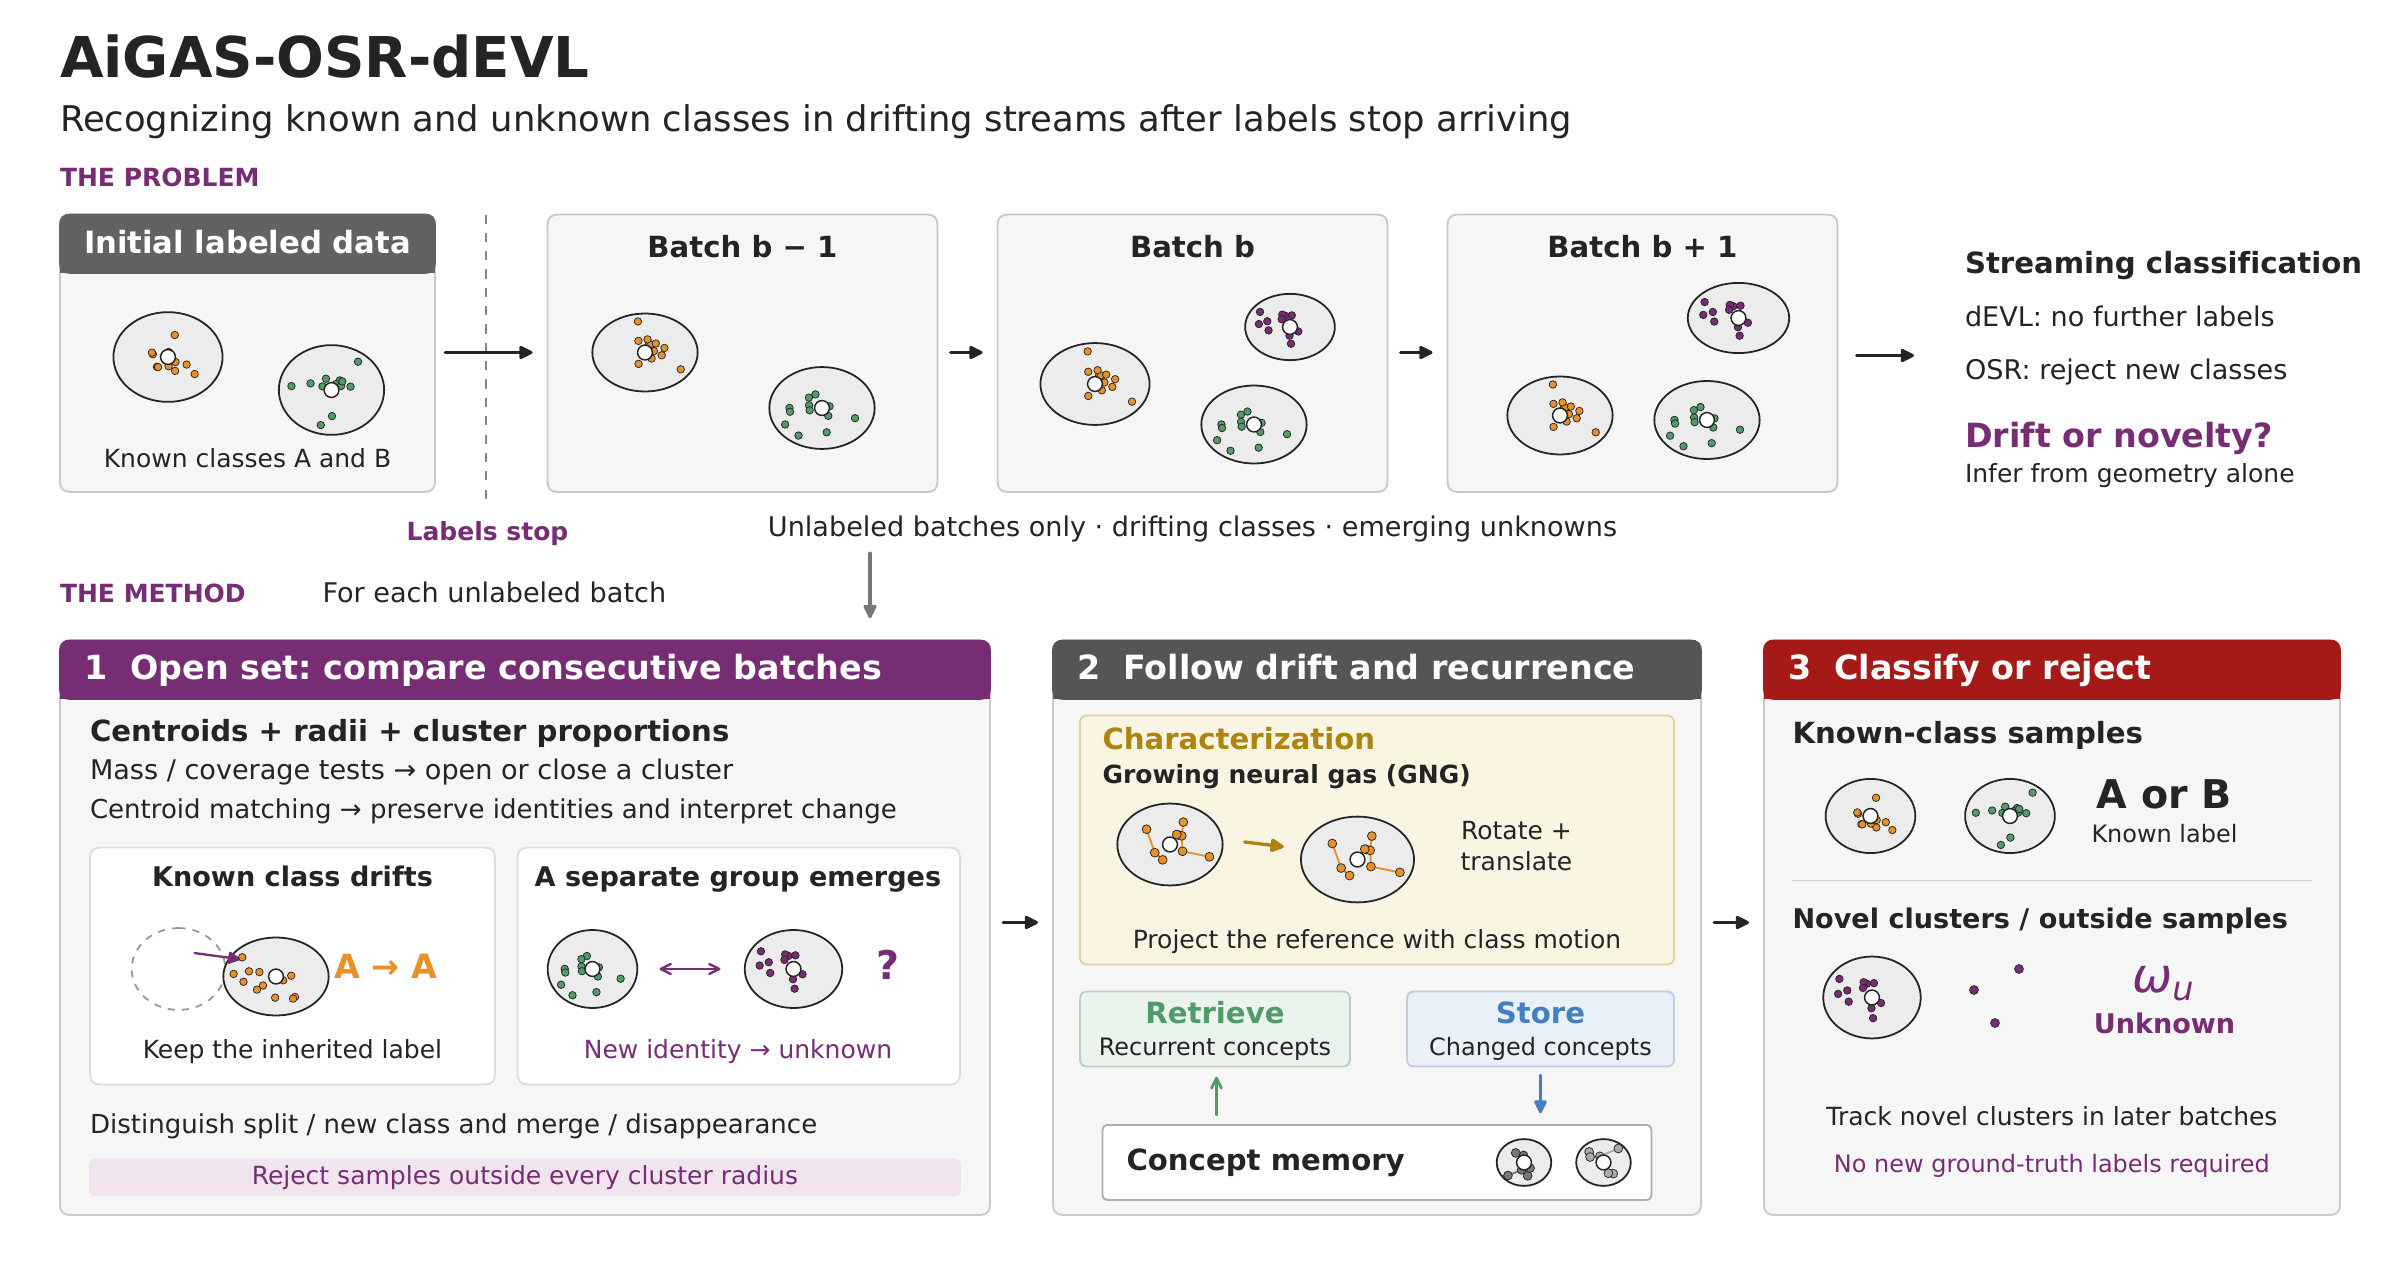 AiGAS-OSR-dEVL
Recognizing known and unknown classes in drifting streams after labels stop arriving
THE PROBLEM
Initial labeled data
Known classes A and B
Labels stop
Batch b − 1
Batch b
Batch b + 1
Unlabeled batches only · drifting classes · emerging unknowns
Streaming classification
dEVL: no further labels
OSR: reject new classes
Drift or novelty?
Infer from geometry alone
THE METHOD
For each unlabeled batch
1 Open set: compare consecutive batches
Centroids + radii + cluster proportions
Mass / coverage tests → open or close a cluster
Centroid matching → preserve identities and interpret change
Known class drifts
A → A
Keep the inherited label
A separate group emerges
?
New identity → unknown
Distinguish split / new class and merge / disappearance
Reject samples outside every cluster radius
2 Follow drift and recurrence
Characterization
Growing neural gas (GNG)
Rotate +
translate
Project the reference with class motion
Retrieve
Recurrent concepts
Store
Changed concepts
Concept memory
3 Classify or reject
Known-class samples
A or B
Known label
Novel clusters / outside samples
ω_u
Unknown
Track novel clusters in later batches
No new ground-truth labels required